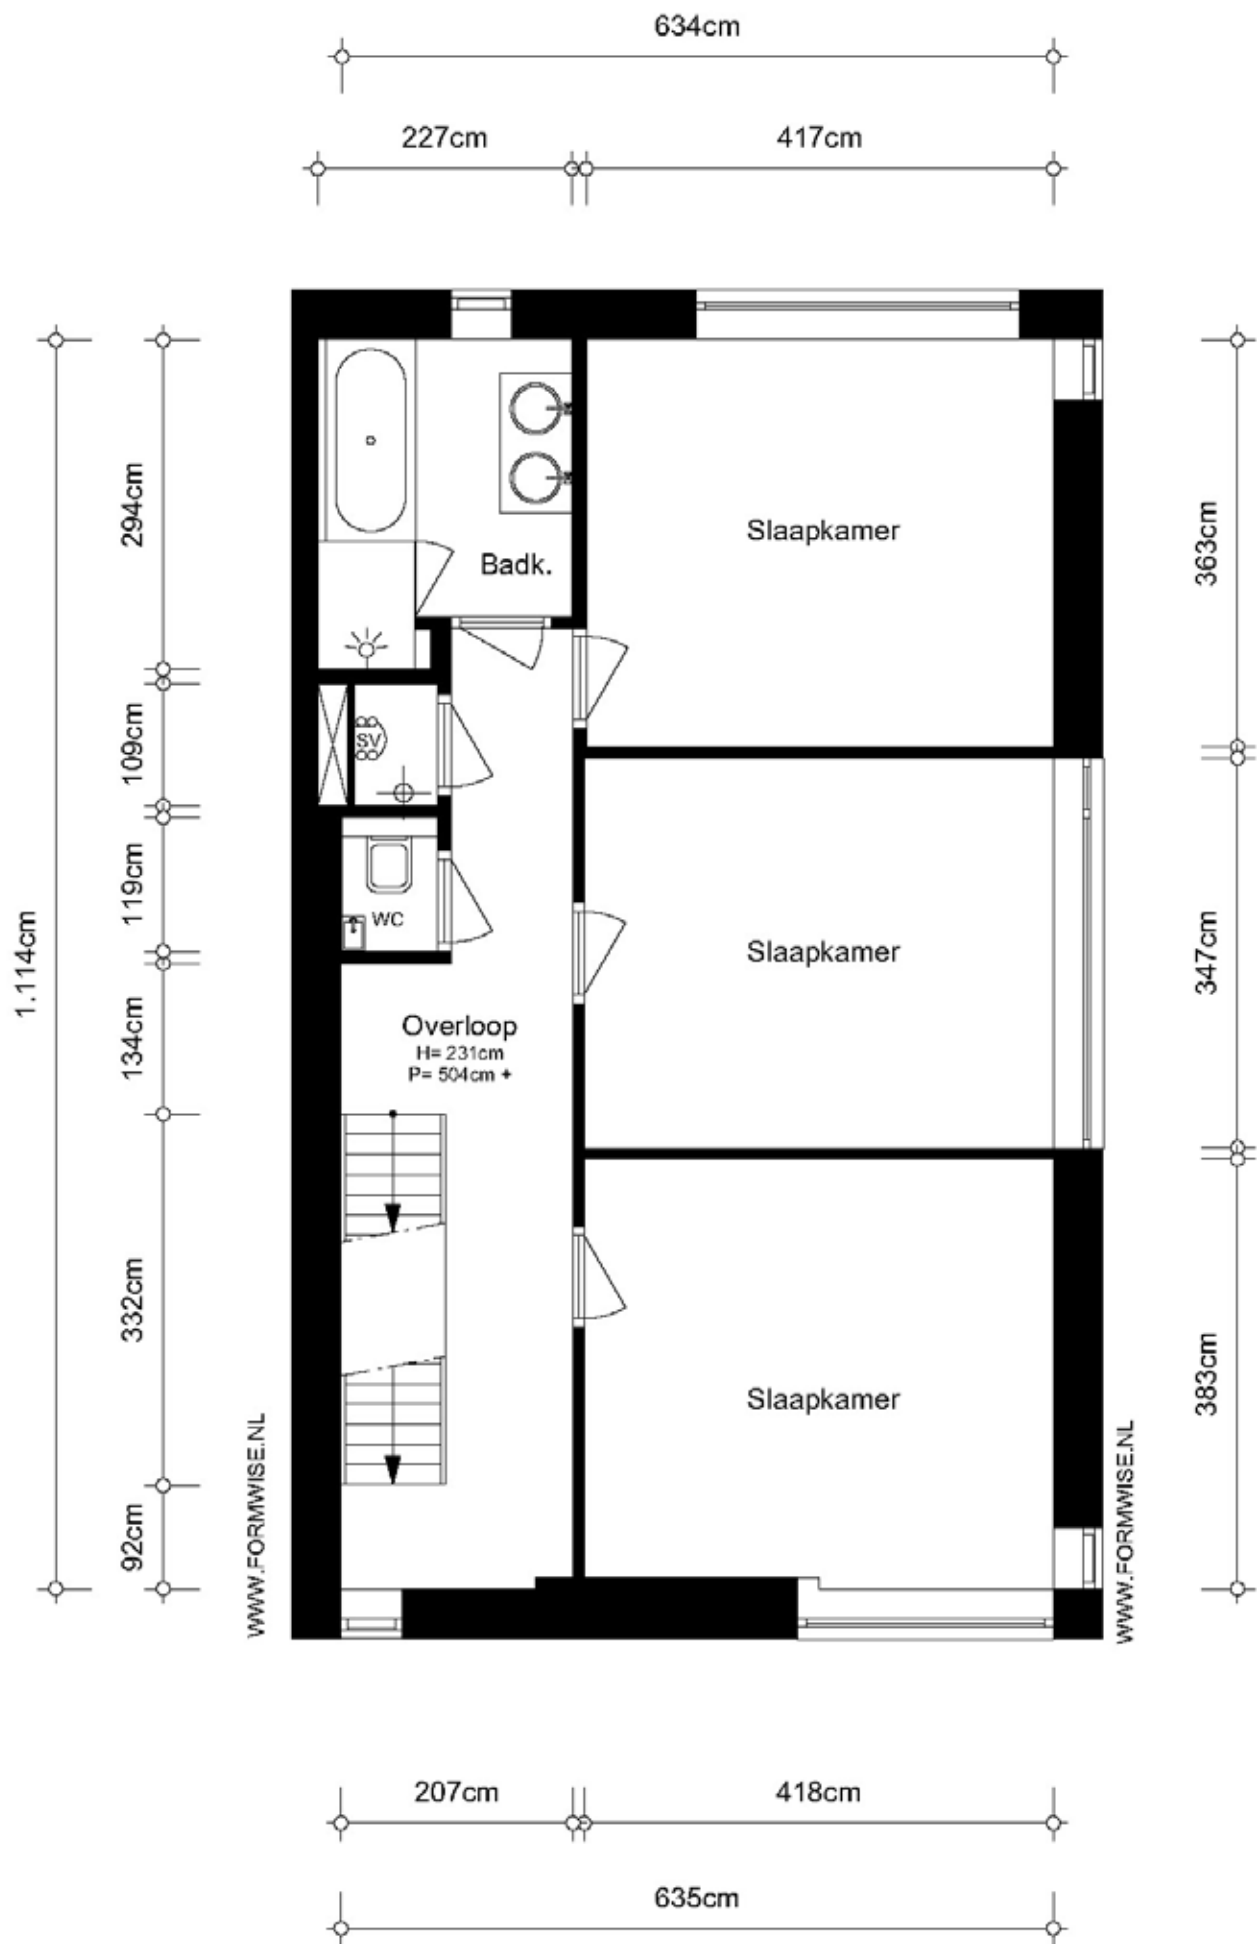 634cm
227cm
417cm
294cm
363cm
Slaapkamer
Badk.
109cm
SV
119cm
WC
1.114cm
347cm
Slaapkamer
134cm
Overloop
H= 231cm
P= 504cm +
332cm
383cm
Slaapkamer
92cm
WWW.FORMWISE.NL
WWW.FORMWISE.NL
207cm
418cm
635cm